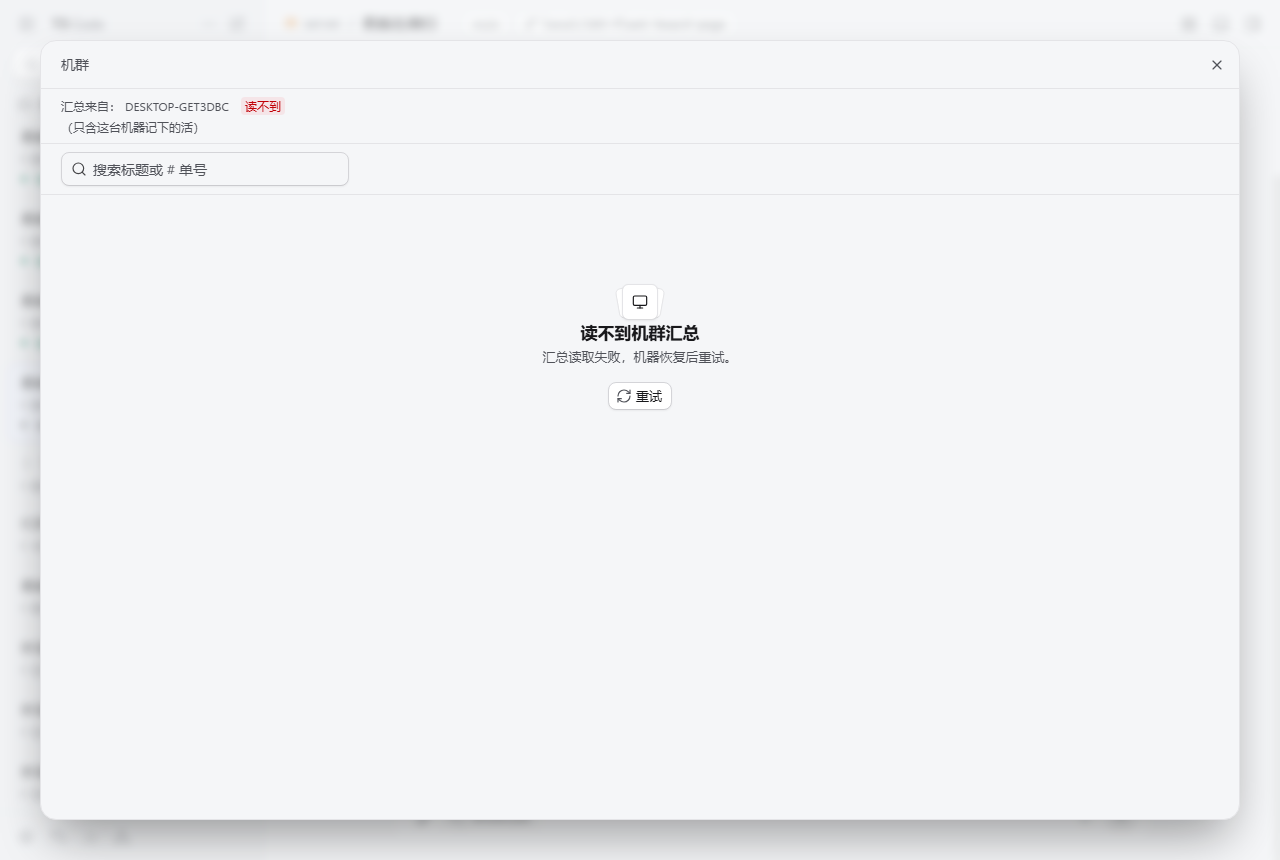 机群
汇总来自： DESKTOP-GET3DBC 读不到
（只含这台机器记下的活）
搜索标题或 # 单号
读不到机群汇总
汇总读取失败，机器恢复后重试。
重试